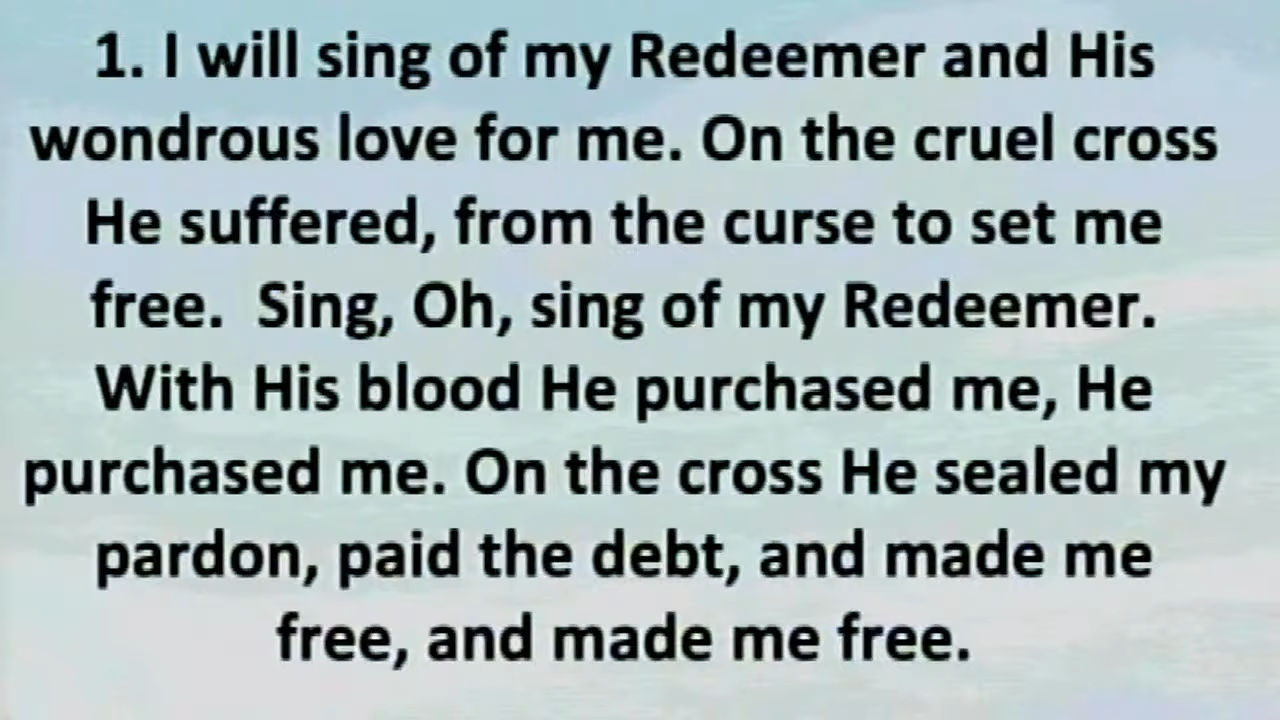 1. I will sing of my Redeemer and His
wondrous love for me. On the cruel cross
He suffered, from the curse to set me
free.  Sing, Oh, sing of my Redeemer.
With His blood He purchased me, He
purchased me. On the cross He sealed my
pardon, paid the debt, and made me
free, and made me free.